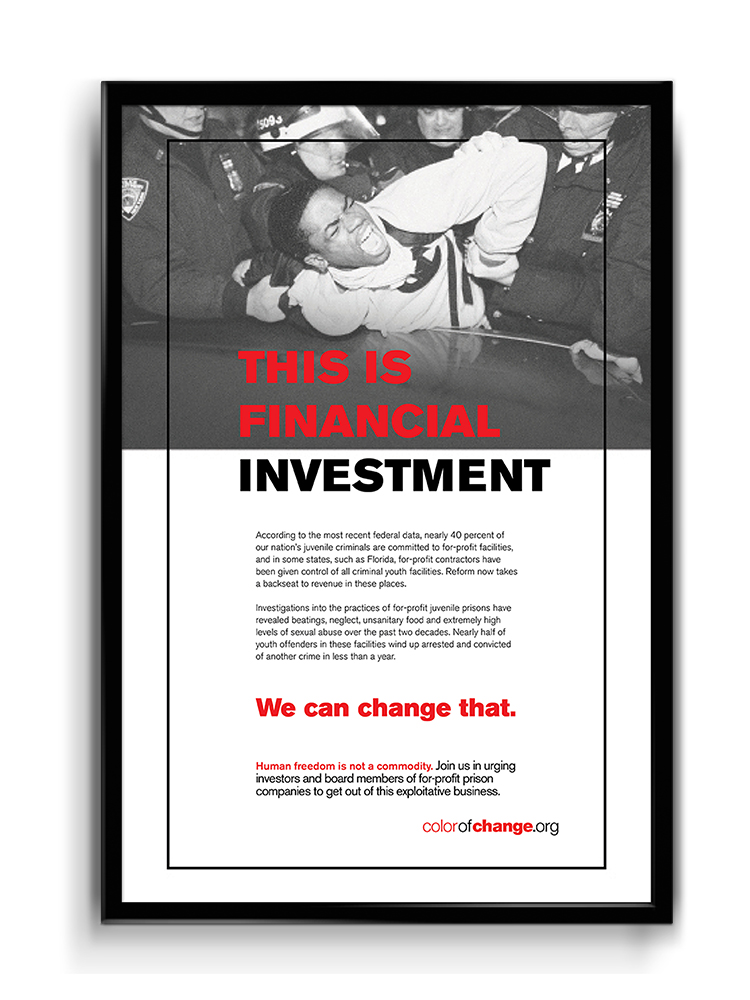 5093
THIS IS
FINANCIAL
INVESTMENT
According to the most recent federal data, nearly 40 percent of
our nation's juvenile criminals are committed to for-profit facilities,
and in some states, such as Florida, for-profit contractors have
been given control of all criminal youth facilities. Reform now takes
a backseat to revenue in these places.
Investigations into the practices of for-profit juvenile prisons have
revealed beatings, neglect, unsanitary food and extremely high
levels of sexual abuse over the past two decades. Nearly half of
youth offenders in these facilities wind up arrested and convicted
of another crime in less than a year.
We can change that.
Human freedom is not a commodity. Join us in urging
investors and board members of for-profit prison
companies to get out of this exploitative business.
colorofchange.org